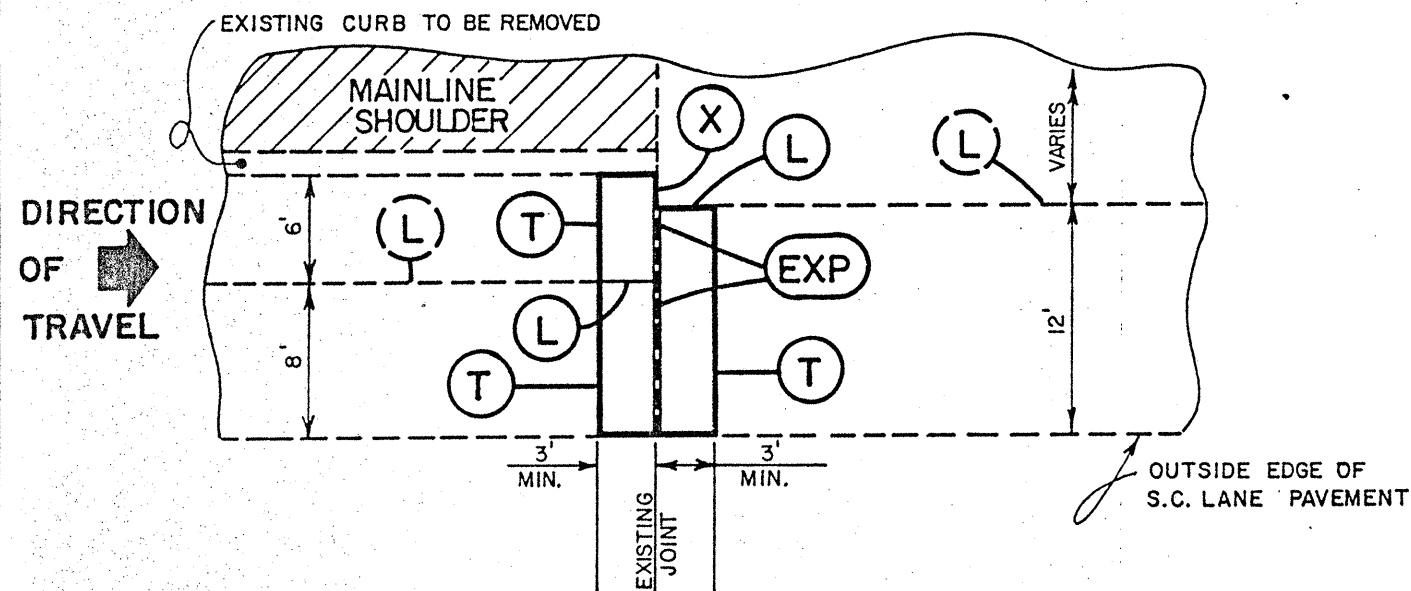 EXISTING CURB TO BE REMOVED
MAINLINE
SHOULDER
X
L
L
VARIES
DIRECTION
OF
TRAVEL
6'
L
T
EXP
8'
L
12'
T
T
3'
MIN.
3'
MIN.
EXISTING
JOINT
OUTSIDE EDGE OF
S.C. LANE PAVEMENT